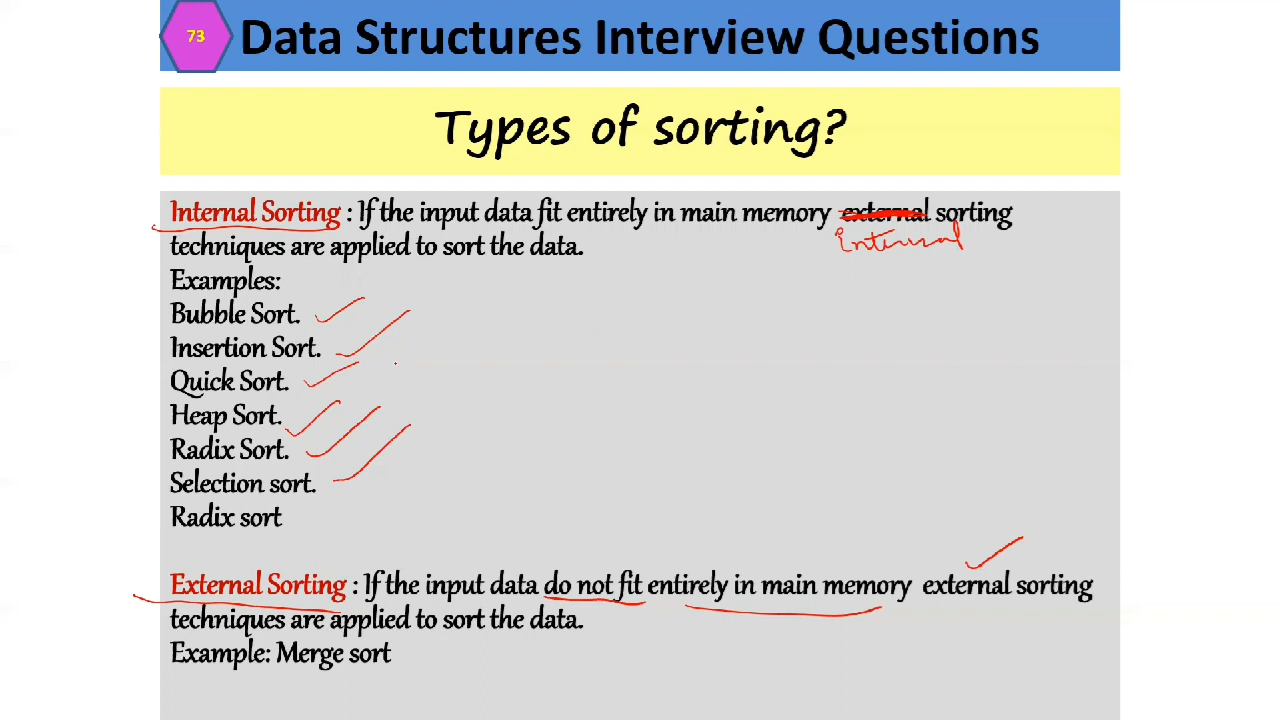 73
Data Structures Interview Questions
Types of sorting?
Internal Sorting : If the input data fit entirely in main memory external sorting
Internal
techniques are applied to sort the data.
Examples:
Bubble Sort.
Insertion Sort.
Quick Sort.
Heap Sort.
Radix Sort.
Selection sort.
Radix sort
External Sorting : If the input data do not fit entirely in main memory external sorting
techniques are applied to sort the data.
Example: Merge sort